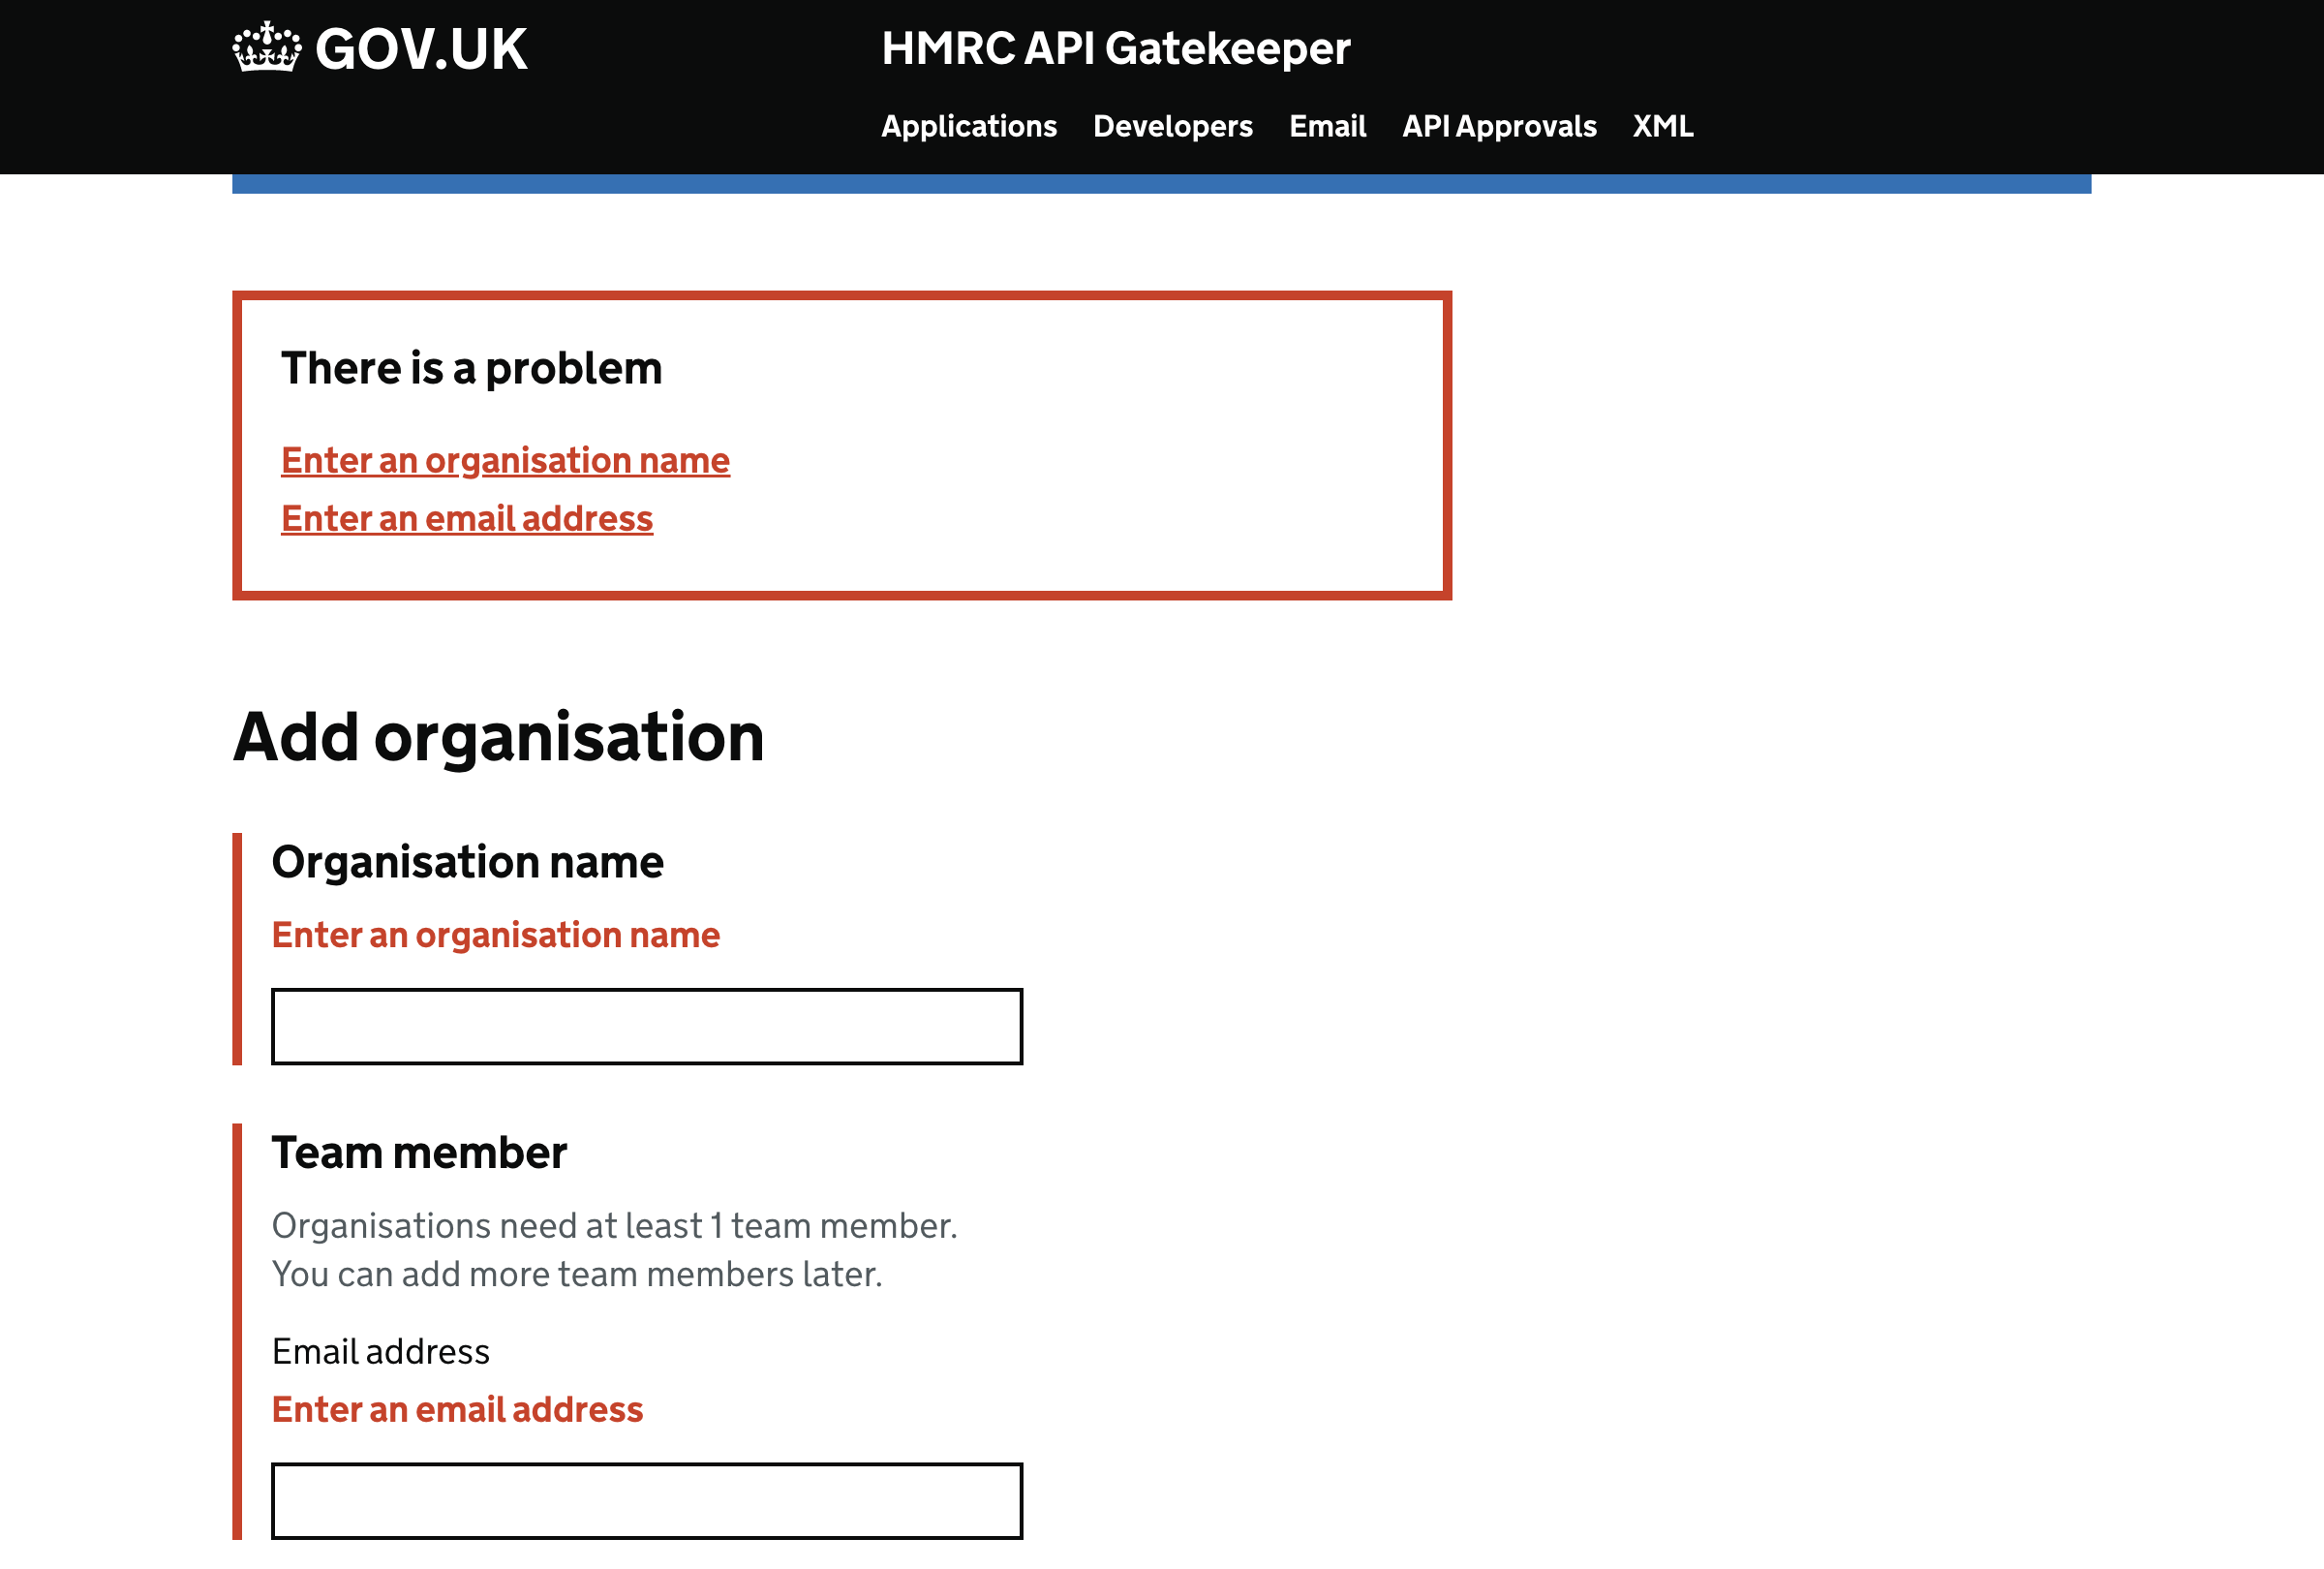 GOV.UK
HMRC API Gatekeeper
Applications Developers Email API Approvals XML
There is a problem
Enter an organisation name
Enter an email address
Add organisation
Organisation name
Enter an organisation name
Team member
Organisations need at least 1 team member.
You can add more team members later.
Email address
Enter an email address